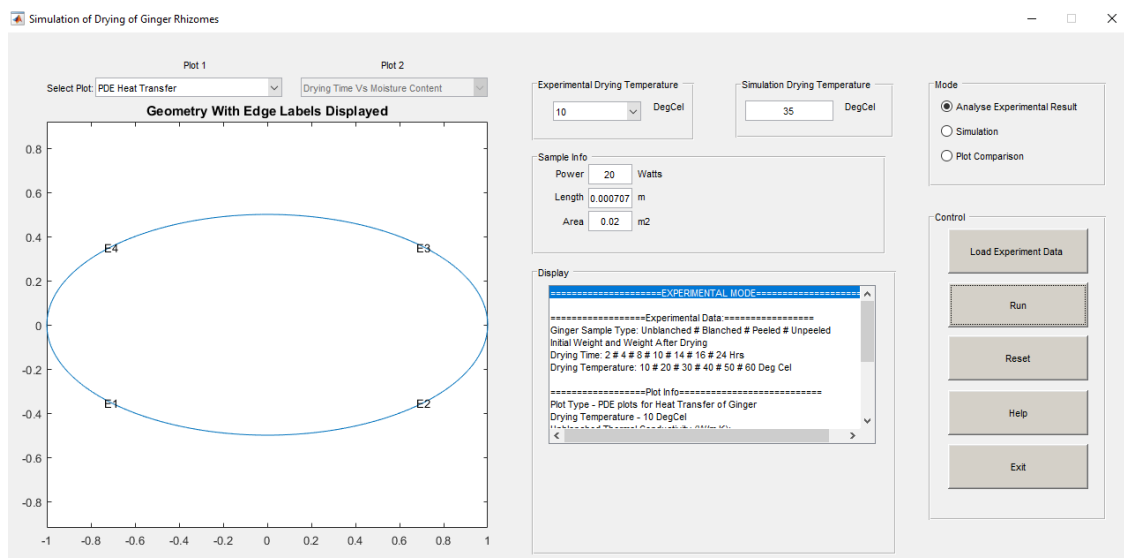 Simulation of Drying of Ginger Rhizomes
Plot 1
Plot 2
Select Plot: PDE Heat Transfer
Drying Time Vs Moisture Content
Geometry With Edge Labels Displayed
0.8
0.6
0.4
0.2
0
-0.2
-0.4
-0.6
-0.8
E4
E3
E1
E2
-1 -0.8 -0.6 -0.4 -0.2 0 0.2 0.4 0.6 0.8 1
Experimental Drying Temperature
10 DegCel
Simulation Drying Temperature
35 DegCel
Sample Info
Power 20 Watts
Length 0.000707 m
Area 0.02 m2
Display
=====================EXPERIMENTAL MODE====================
==================Experimental Data:=================
Ginger Sample Type: Unblanched # Blanched # Peeled # Unpeeled
Initial Weight and Weight After Drying
Drying Time: 2 # 4 # 8 # 10 # 14 # 16 # 24 Hrs
Drying Temperature: 10 # 20 # 30 # 40 # 50 # 60 Deg Cel
==================Plot Info===========================
Plot Type - PDE plots for Heat Transfer of Ginger
Drying Temperature - 10 DegCel
Unblanched Thermal Conductivity (W/m.K):
Mode
Analyse Experimental Result
Simulation
Plot Comparison
Control
Load Experiment Data
Run
Reset
Help
Exit